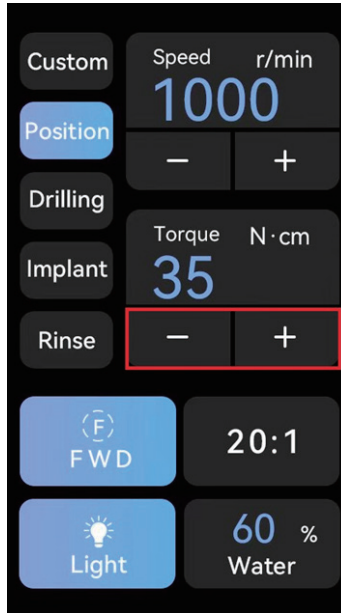 Custom
Position
Drilling
Implant
Rinse
Speed r/min
1000
− +
Torque N·cm
35
− +
(F)
FWD
20:1
Light
60 %
Water